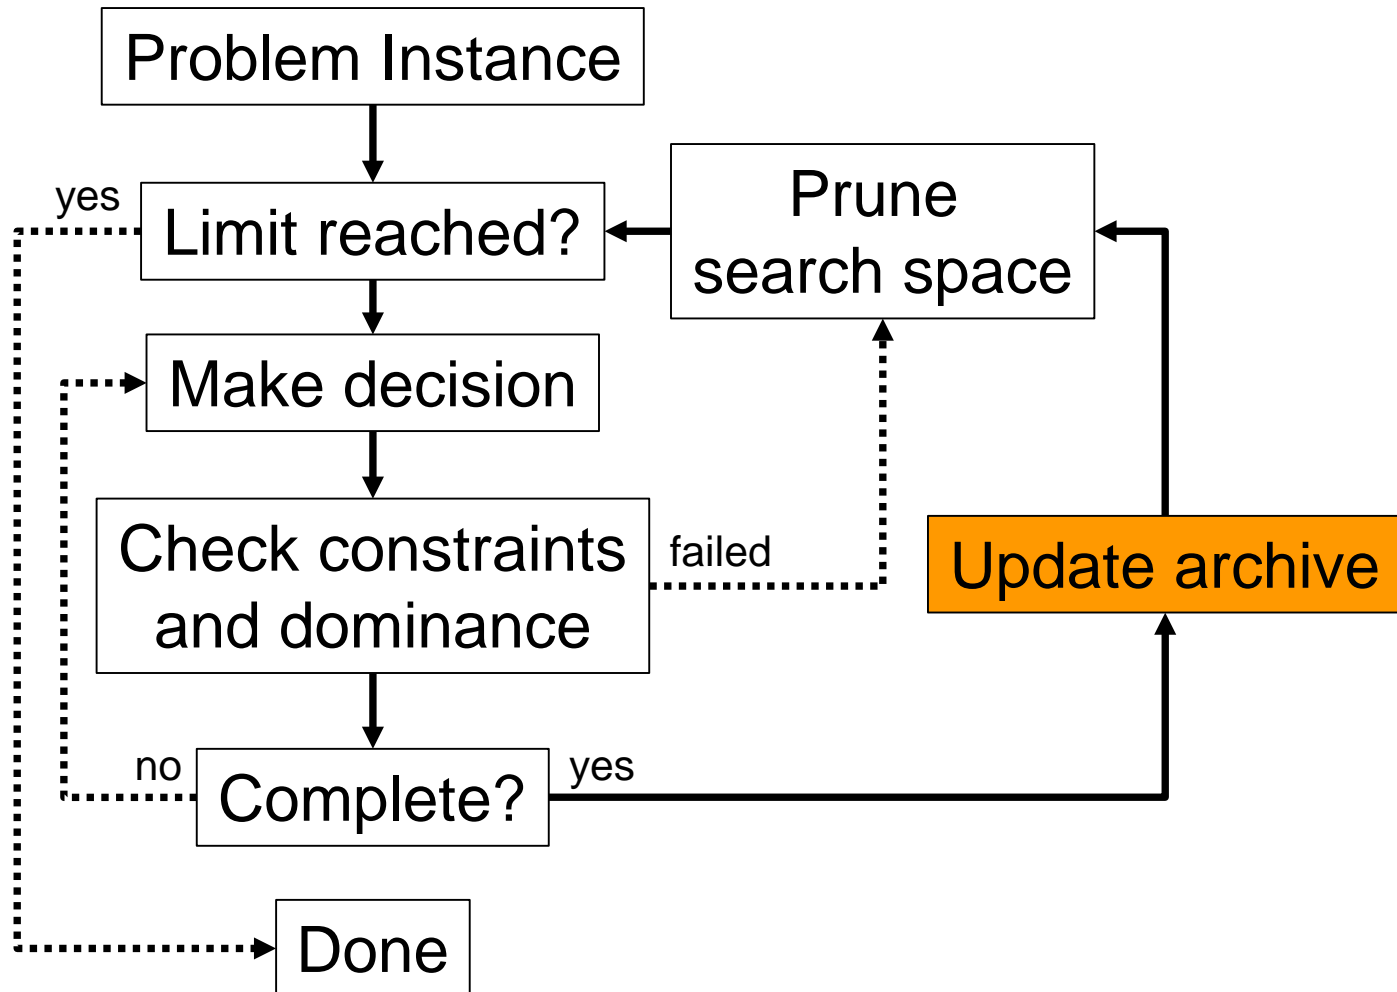 Problem Instance
yes
Limit reached?
Prune
search space
Make decision
Check constraints
and dominance
failed
Update archive
no
Complete?
yes
Done